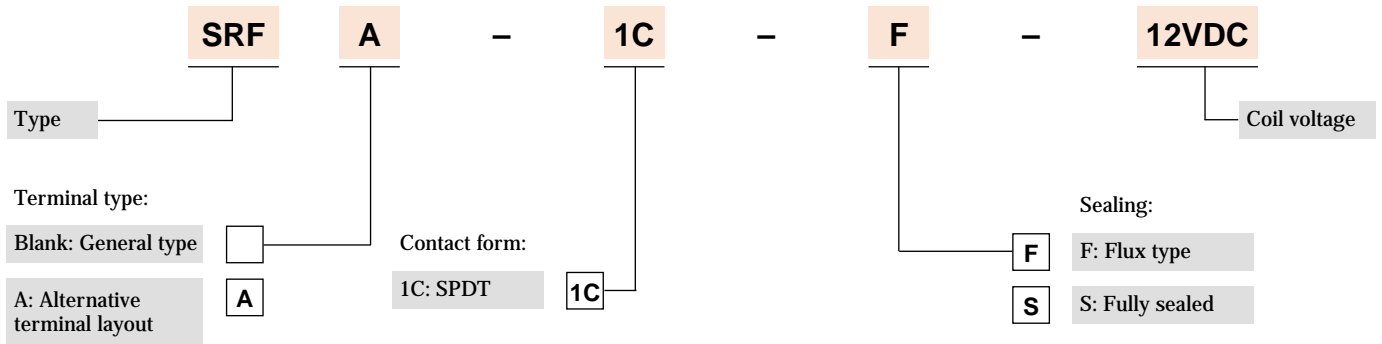 SRF A – 1C – F – 12VDC
Type
Coil voltage
Terminal type:
Blank: General type
A: Alternative
terminal layout
A
Contact form:
1C: SPDT
1C
Sealing:
F
F: Flux type
S
S: Fully sealed